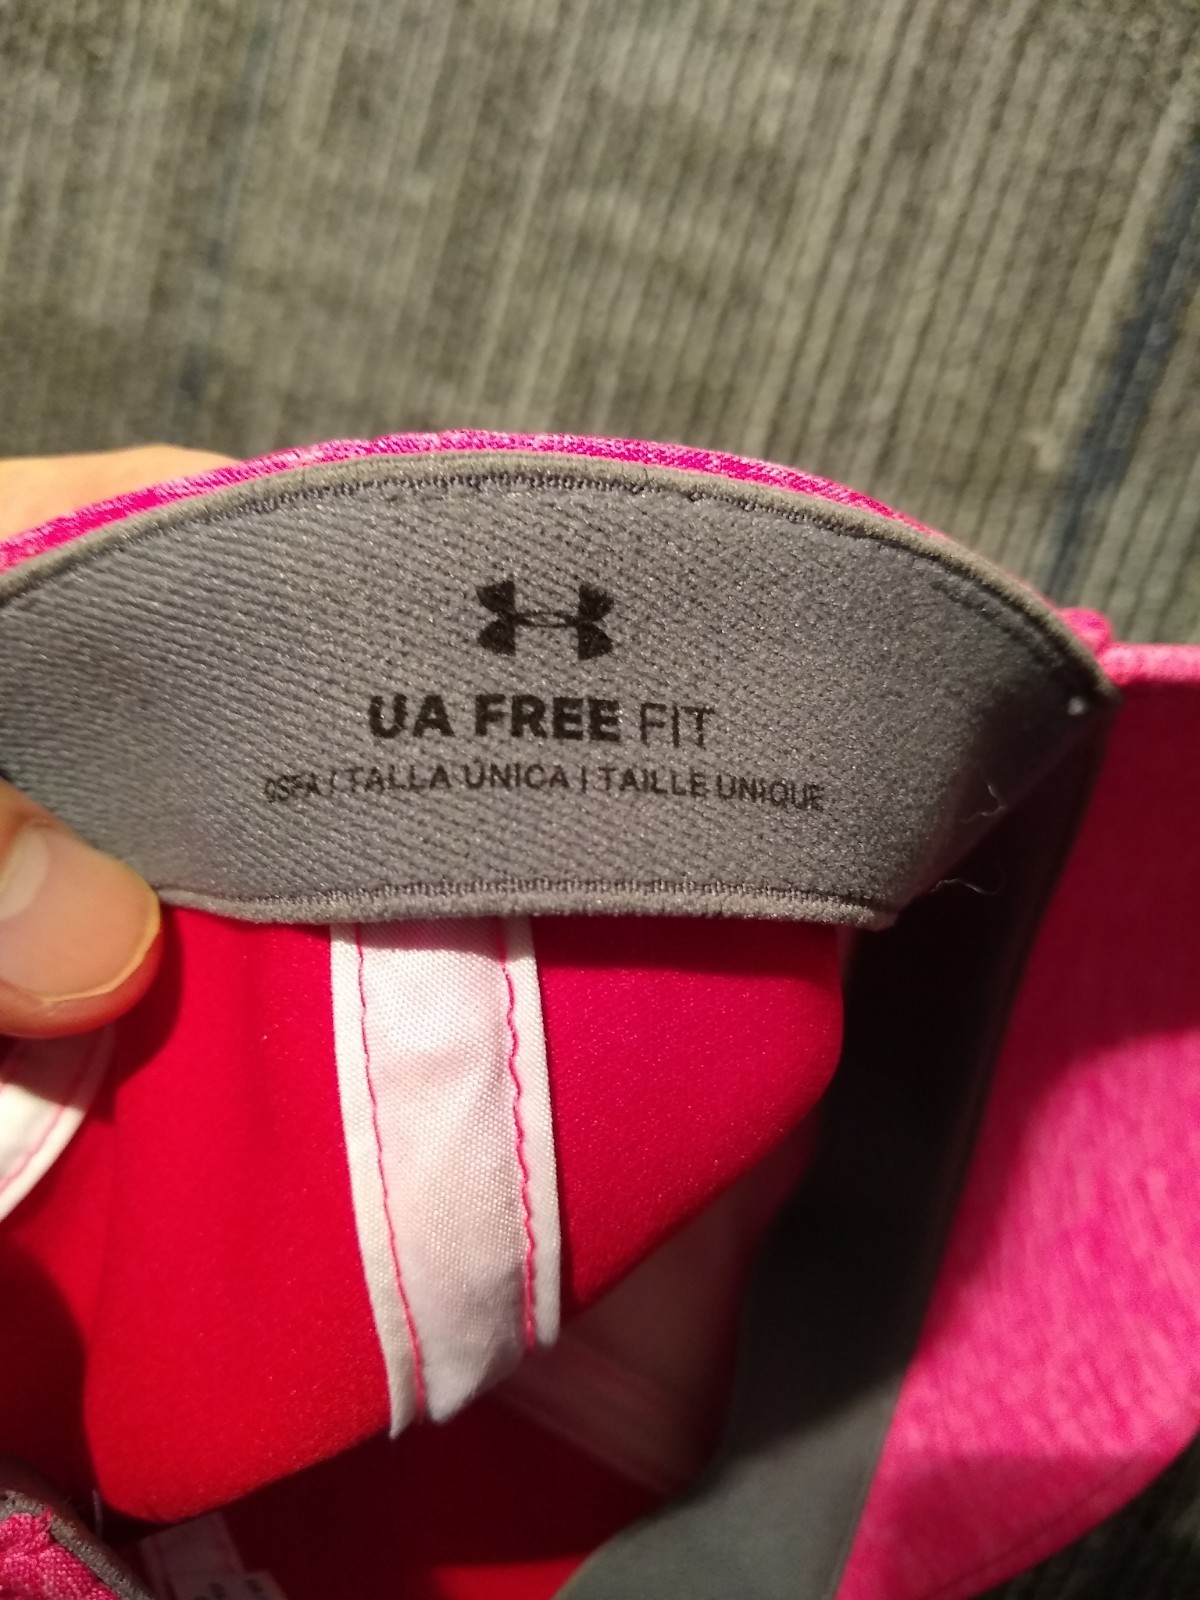 UA FREE FIT
OSFA / TALLA ÚNICA | TAILLE UNIQUE